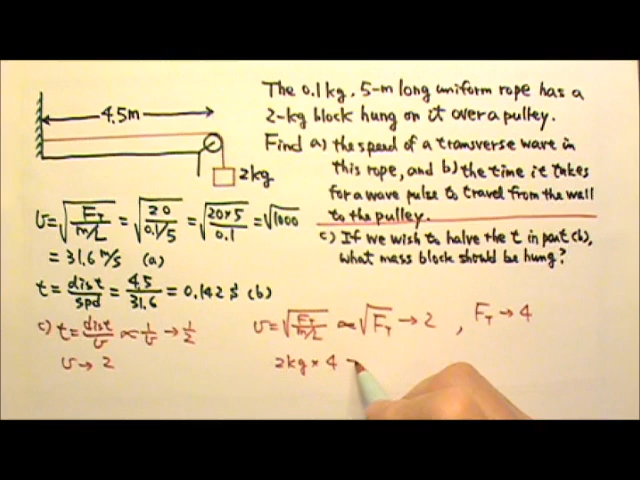 The 0.1kg, 5-m long uniform rope has a
2-kg block hung on it over a pulley.
Find a) the speed of a transverse wave in
this rope, and b) the time it takes
for a wave pulse to travel from the wall
to the pulley.
c) If we wish to halve the t in part (b),
what mass block should be hung?
4.5m
2kg
v = √(F_T / (m/L)) = √(20 / (0.1/5)) = √(20×5 / 0.1) = √1000
= 31.6 m/s (a)
t = dist/spd = 4.5/31.6 = 0.142 s (b)
c) t = dist/v ∝ 1/v → 1/2
v → 2
v = √(F_T / (m/L)) ∝ √F_T → 2 , F_T → 4
2kg × 4